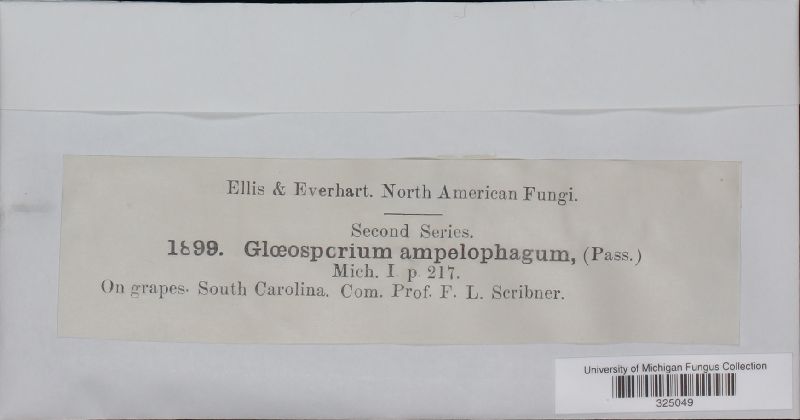 Ellis & Everhart. North American Fungi.
Second Series.
1899. Glœosporium ampelophagum, (Pass.)
Mich. I p 217.
On grapes. South Carolina. Com. Prof. F. L. Scribner.
University of Michigan Fungus Collection
325049